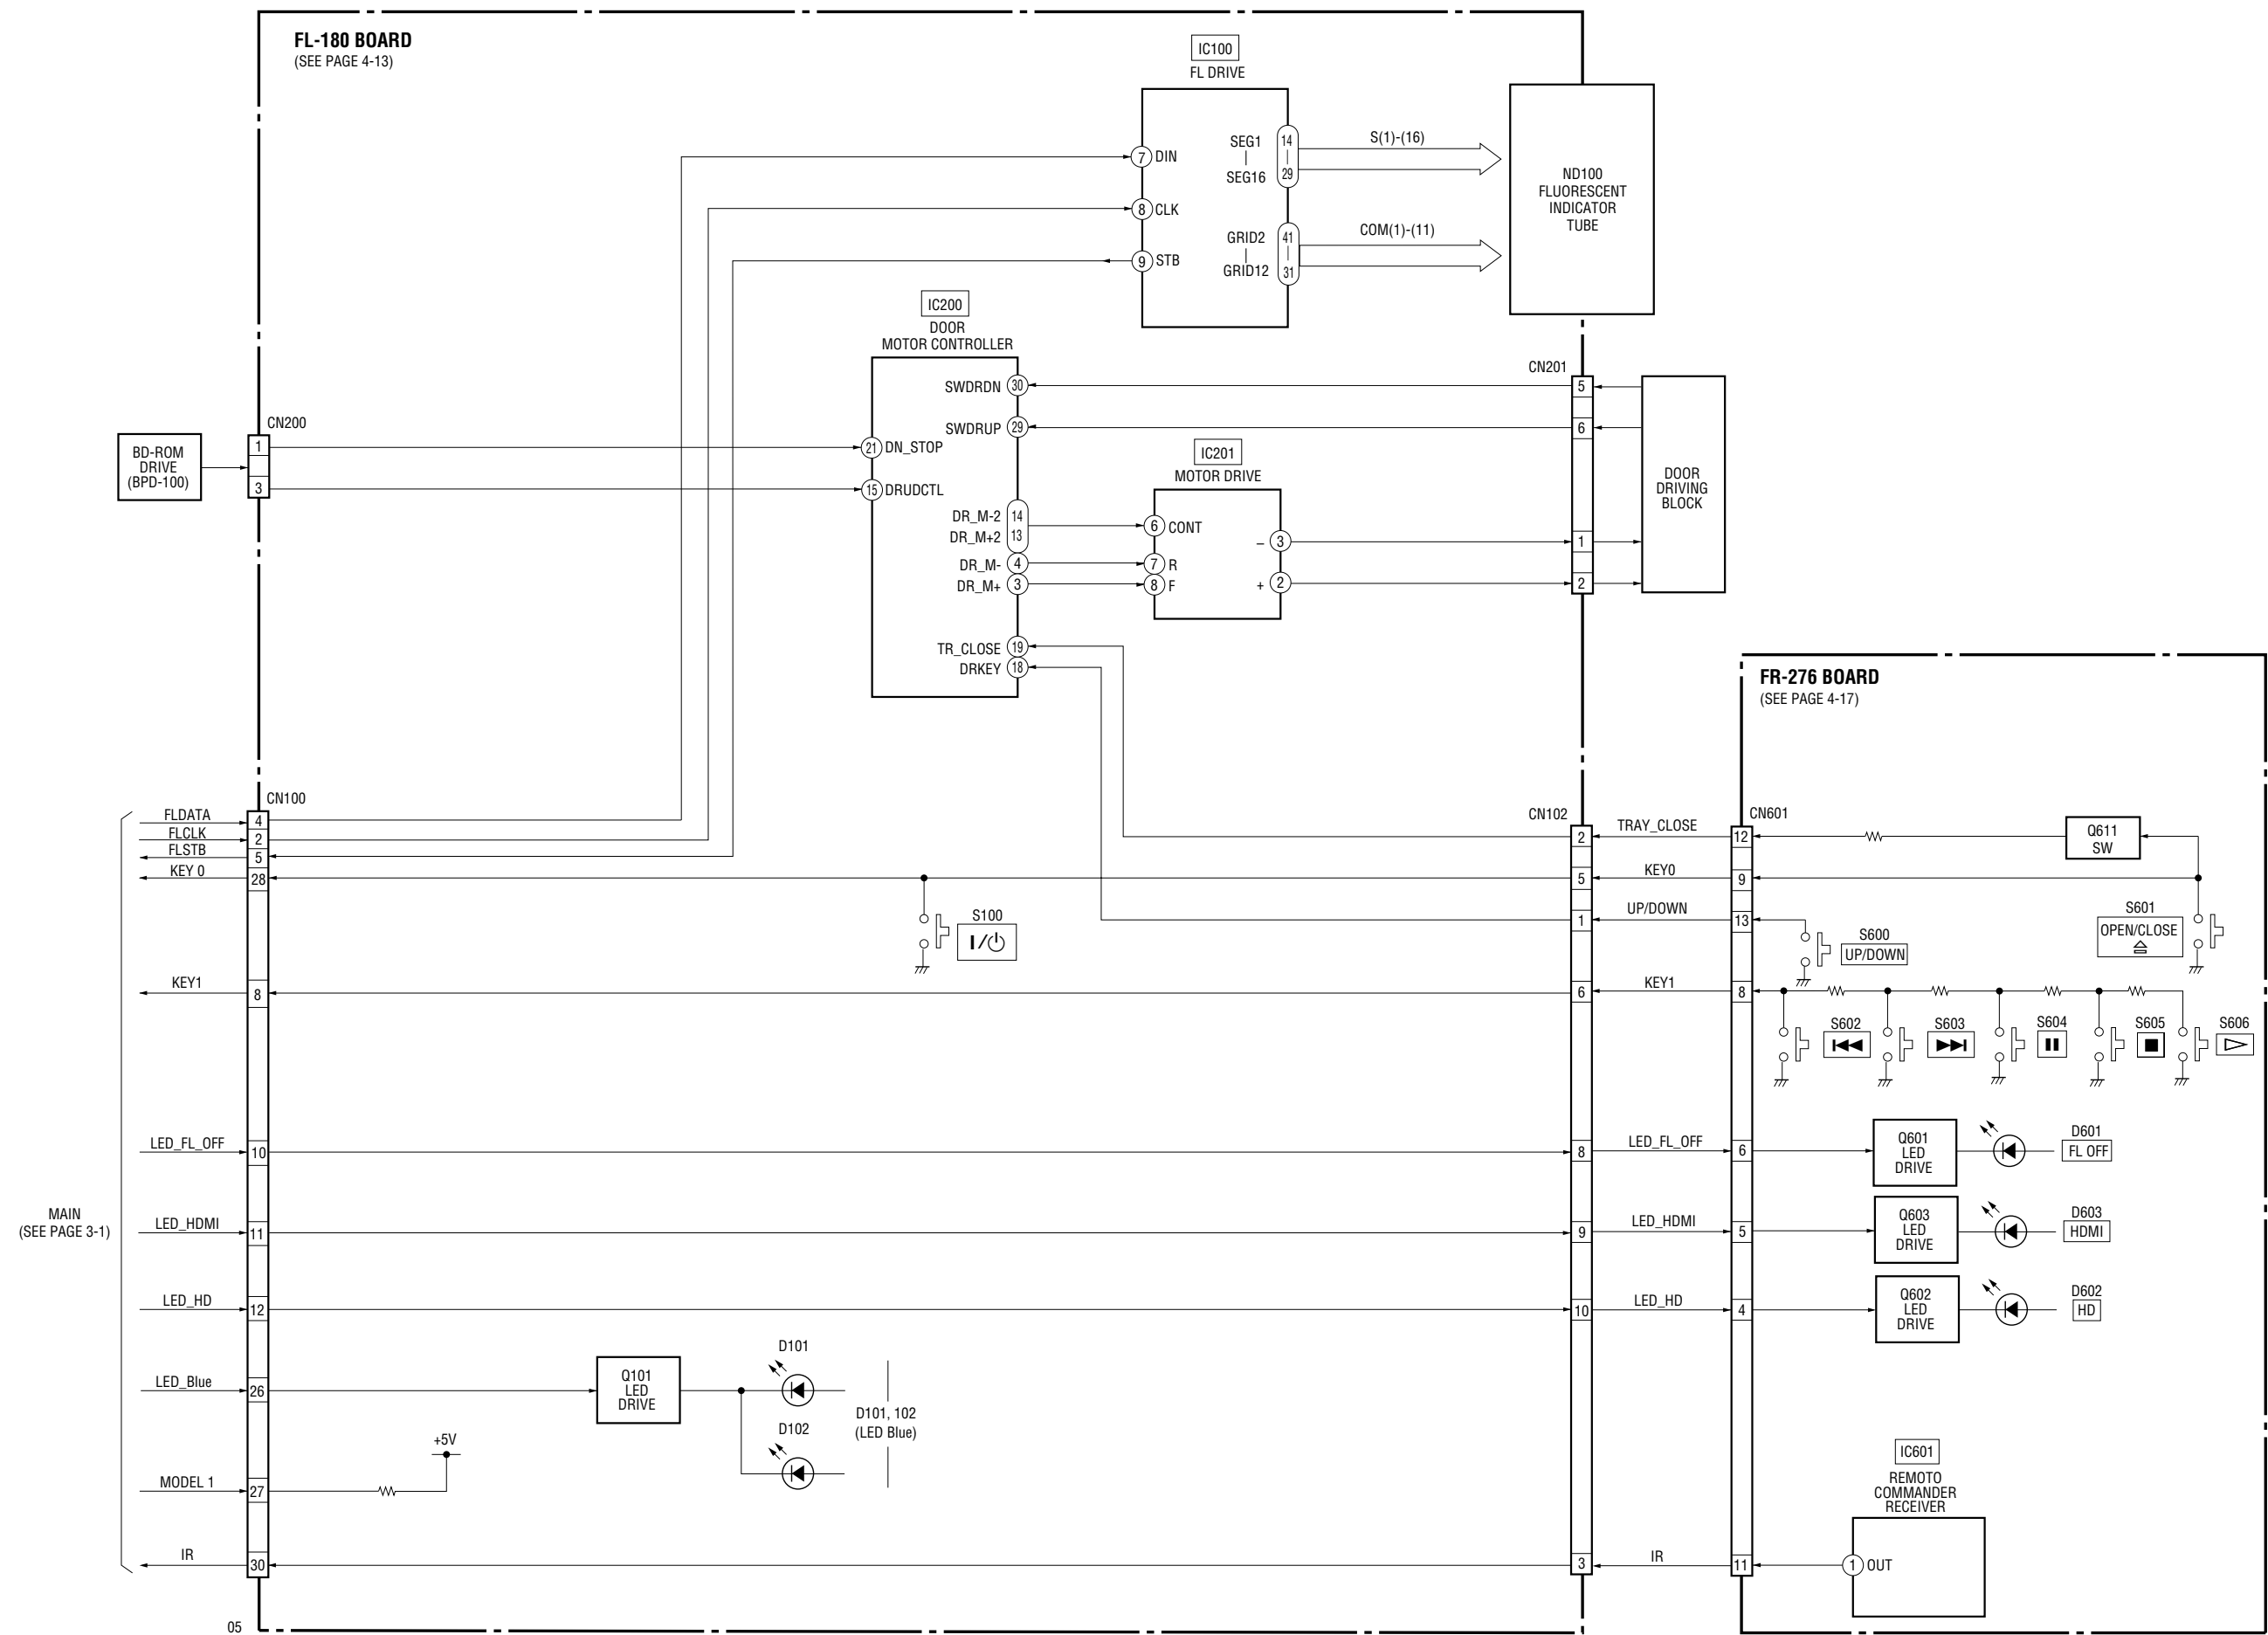 FL-180 BOARD
(SEE PAGE 4-13)
IC100
FL DRIVE
7 DIN
8 CLK
9 STB
SEG1
SEG16
14
29
GRID2
GRID12
41
31
S(1)-(16)
COM(1)-(11)
ND100
FLUORESCENT
INDICATOR
TUBE
IC200
DOOR
MOTOR CONTROLLER
SWDRDN 30
SWDRUP 29
21 DN_STOP
15 DRUDCTL
DR_M-2 14
DR_M+2 13
DR_M- 4
DR_M+ 3
TR_CLOSE 19
DRKEY 18
IC201
MOTOR DRIVE
6 CONT
7 R
8 F
– 3
+ 2
CN201
5
6
1
2
DOOR
DRIVING
BLOCK
BD-ROM
DRIVE
(BPD-100)
CN200
1
3
MAIN
(SEE PAGE 3-1)
CN100
FLDATA 4
FLCLK 2
FLSTB 5
KEY 0 28
KEY1 8
LED_FL_OFF 10
LED_HDMI 11
LED_HD 12
LED_Blue 26
MODEL 1 27
IR 30
S100
I/
Q101
LED
DRIVE
D101
D102
D101, 102
(LED Blue)
+5V
CN102
2
5
1
6
8
9
10
3
TRAY_CLOSE
KEY0
UP/DOWN
KEY1
LED_FL_OFF
LED_HDMI
LED_HD
IR
FR-276 BOARD
(SEE PAGE 4-17)
CN601
12
9
13
8
6
5
4
11
Q611
SW
S601
OPEN/CLOSE
S600
UP/DOWN
S602
S603
S604
S605
S606
Q601
LED
DRIVE
D601
FL OFF
Q603
LED
DRIVE
D603
HDMI
Q602
LED
DRIVE
D602
HD
IC601
REMOTO
COMMANDER
RECEIVER
1 OUT
05